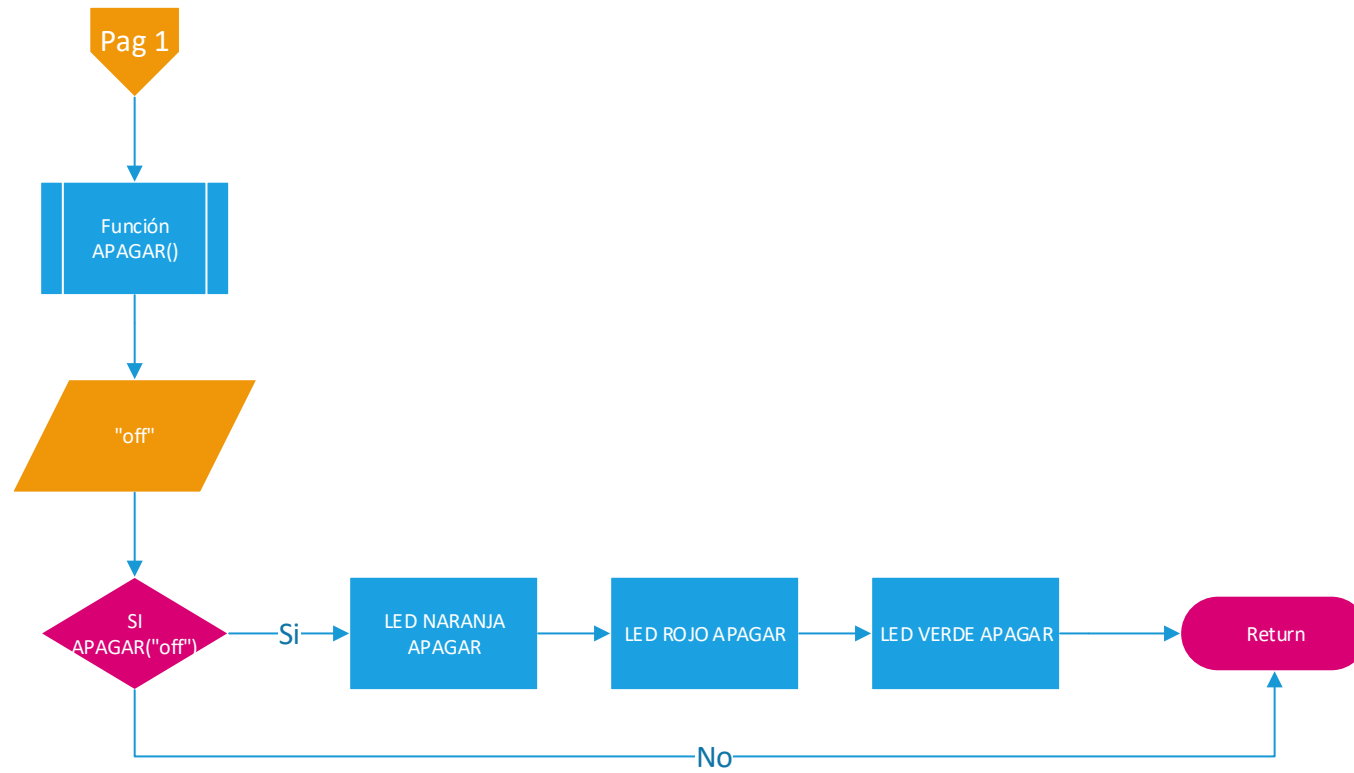 Pag 1
Función
APAGAR()
"off"
SI
APAGAR("off")
Si
LED NARANJA
APAGAR
LED ROJO APAGAR
LED VERDE APAGAR
Return
No